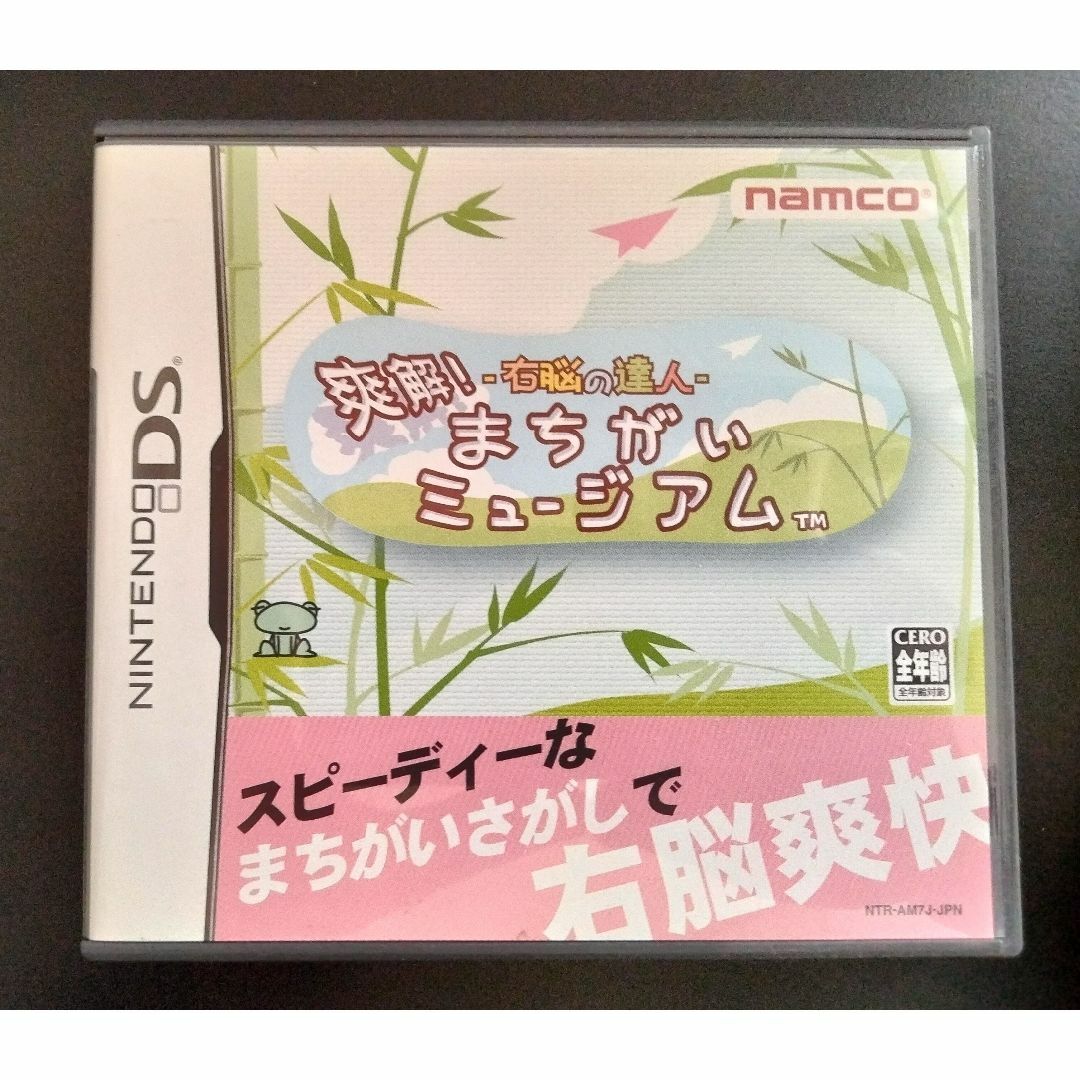 NINTENDO DS®
namco®
-右脳の達人-
爽解!
まちがい
ミュージアム™
CERO
全年齢
全年齢対象
スピーディーな
まちがいさがしで
右脳爽快
NTR-AM7J-JPN